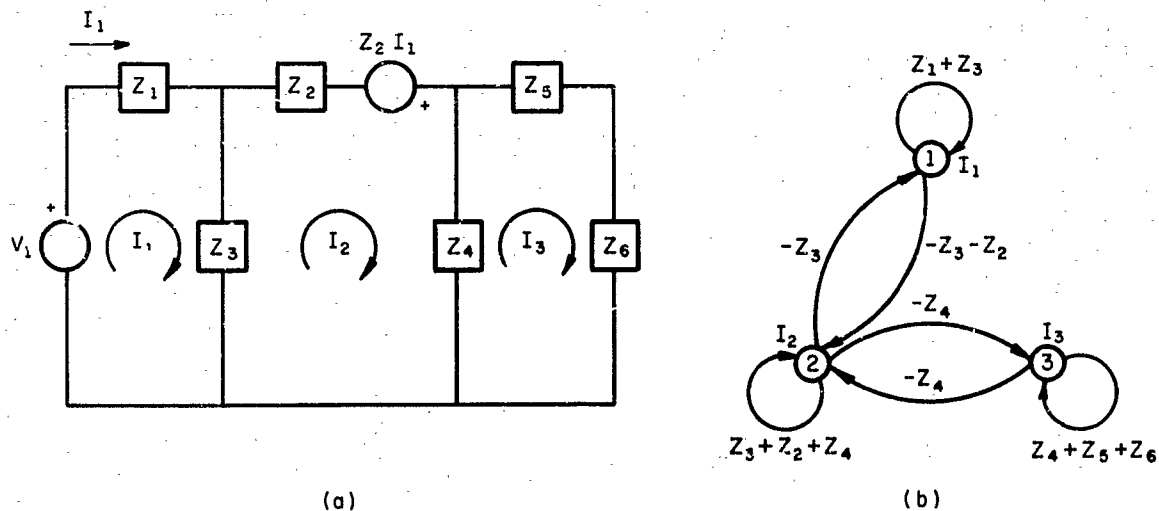 I₁
Z₂ I₁
Z₁
Z₂
+
Z₅
+
V₁
I₁
Z₃
I₂
Z₄
I₃
Z₆
(a)
Z₁+Z₃
1
I₁
-Z₃
-Z₃-Z₂
-Z₄
I₂
2
I₃
3
-Z₄
Z₃+Z₂+Z₄
Z₄+Z₅+Z₆
(b)